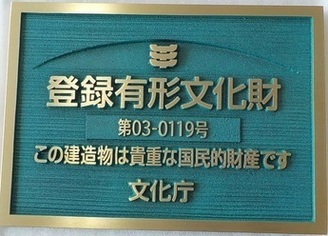 登録有形文化財
第03-0119号
この建造物は貴重な国民的財産です
文化庁